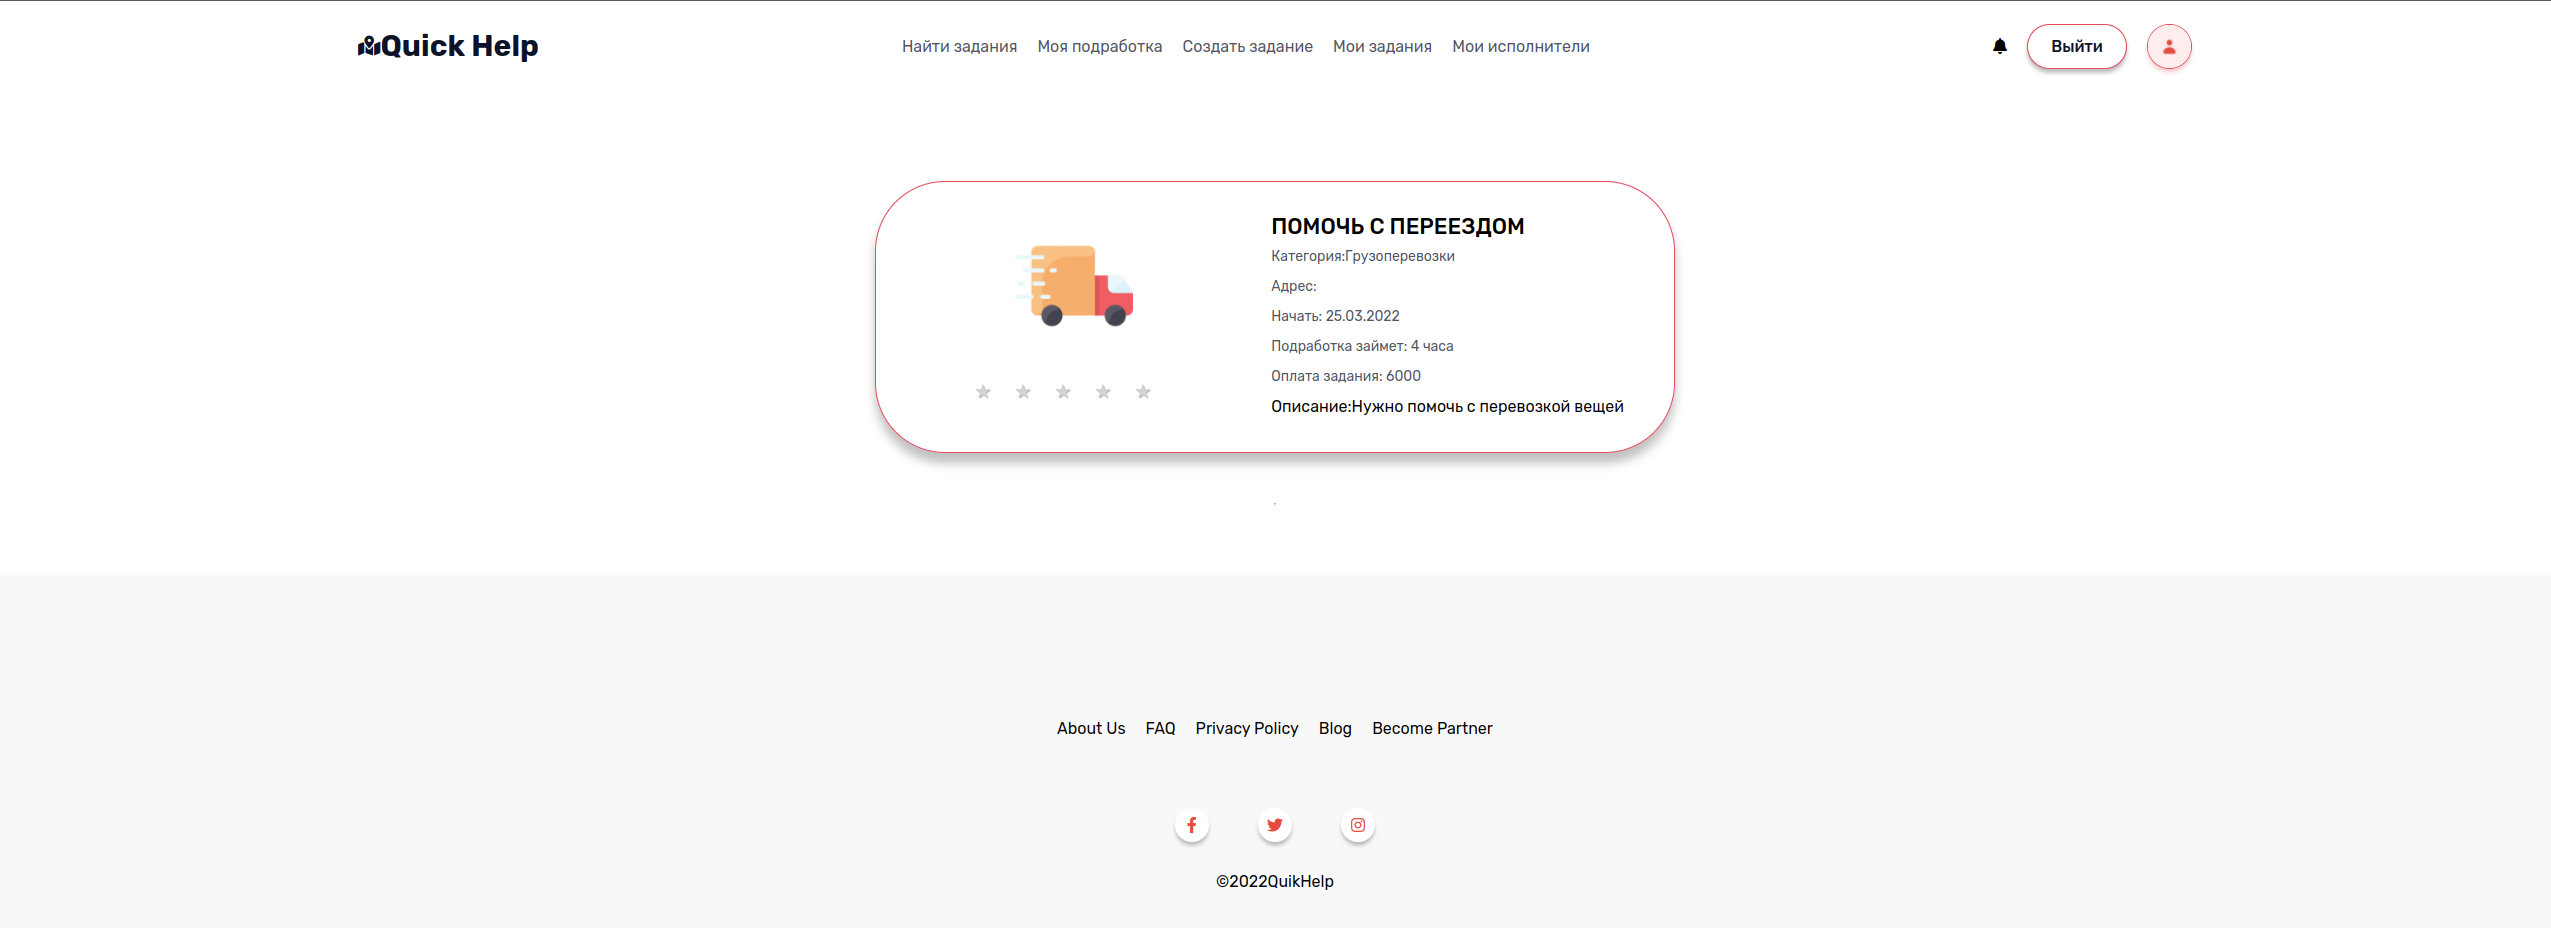 Quick Help
Найти задания Моя подработка Создать задание Мои задания Мои исполнители
Выйти
ПОМОЧЬ С ПЕРЕЕЗДОМ
Категория:Грузоперевозки
Адрес:
Начать: 25.03.2022
Подработка займет: 4 часа
Оплата задания: 6000
Описание:Нужно помочь с перевозкой вещей
About Us FAQ Privacy Policy Blog Become Partner
©2022QuikHelp